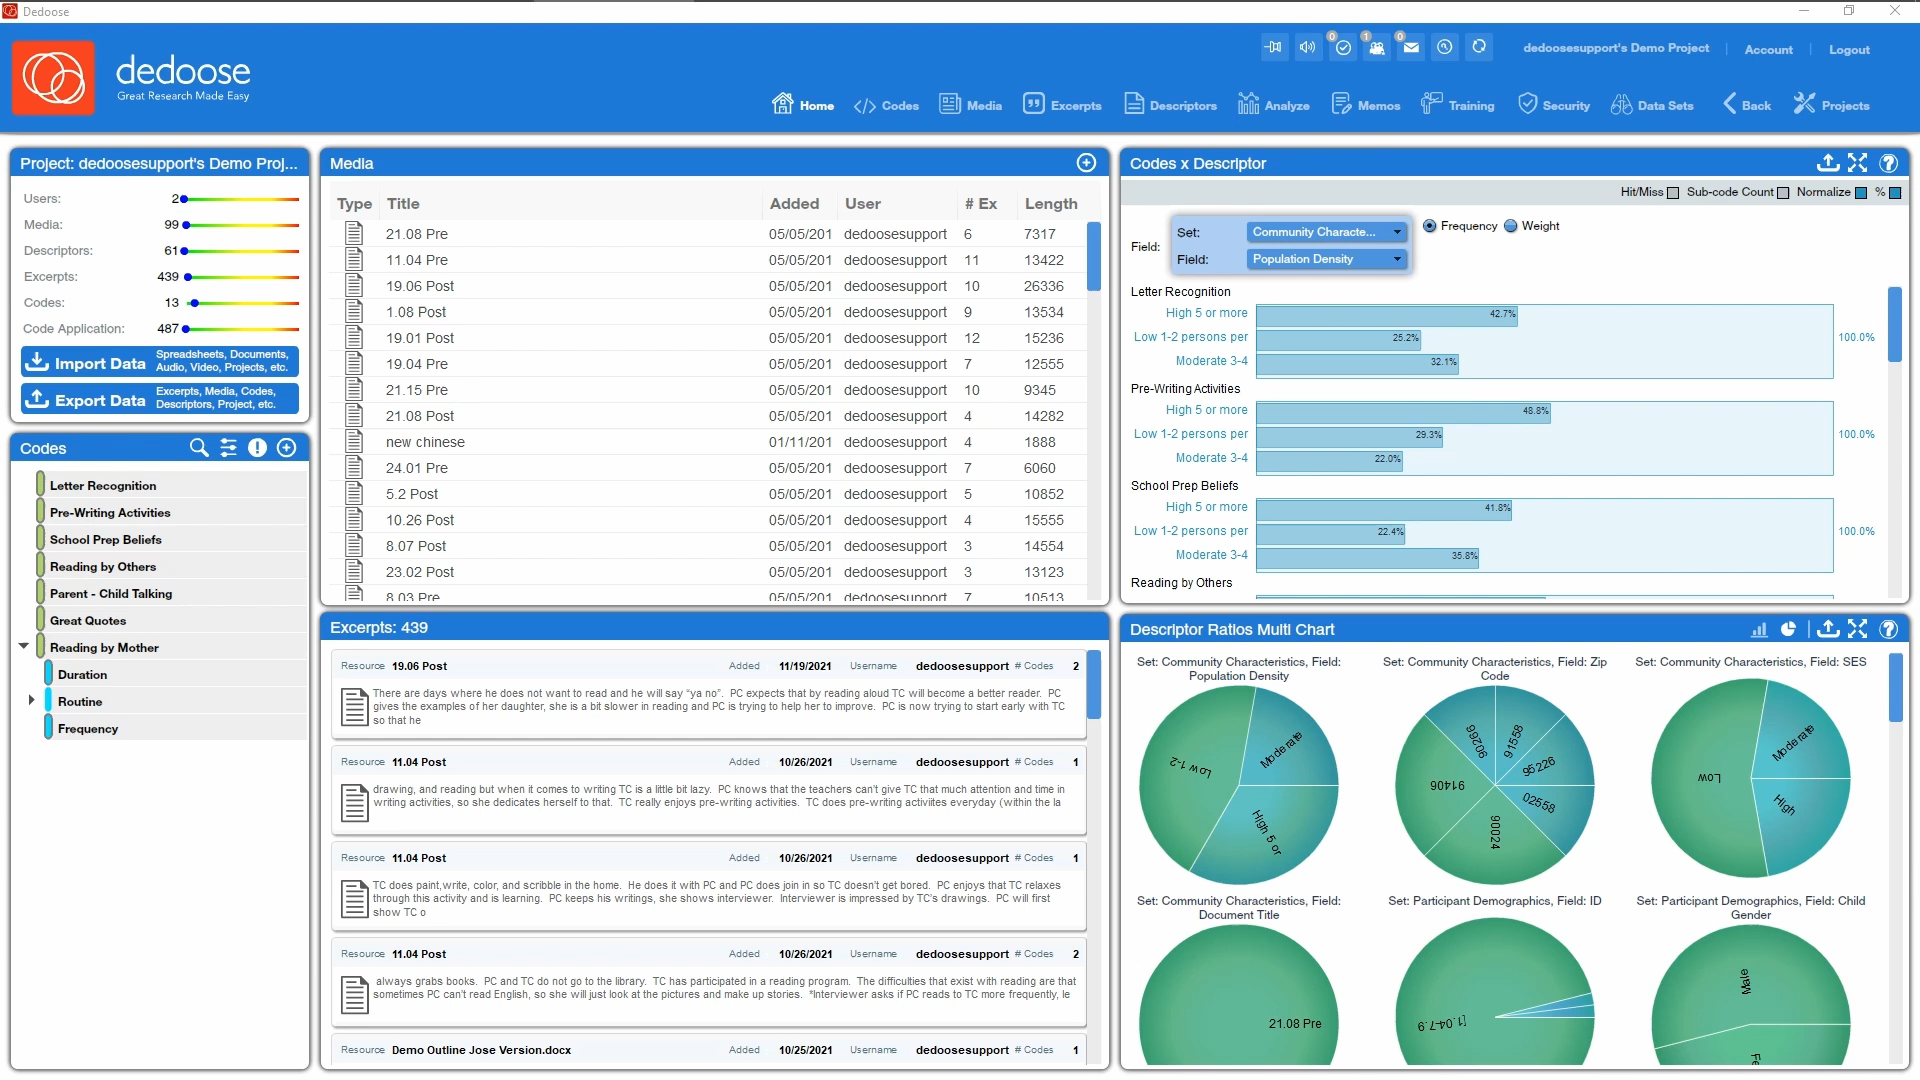 Dedoose
dedoose
Great Research Made Easy
0 1 0
dedoosesupport's Demo Project | Account | Logout
Home Codes Media Excerpts Descriptors Analyze Memos Training Security Data Sets Back Projects
Project: dedoosesupport's Demo Proj...
Users: 2
Media: 99
Descriptors: 61
Excerpts: 439
Codes: 13
Code Application: 487
Import Data Spreadsheets, Documents,
Audio, Video, Projects, etc.
Export Data Excerpts, Media, Codes,
Descriptors, Project, etc.
Codes
Letter Recognition
Pre-Writing Activities
School Prep Beliefs
Reading by Others
Parent - Child Talking
Great Quotes
Reading by Mother
Duration
Routine
Frequency
Media
Type Title Added User # Ex Length
21.08 Pre 05/05/201 dedoosesupport 6 7317
11.04 Pre 05/05/201 dedoosesupport 11 13422
19.06 Post 05/05/201 dedoosesupport 10 26336
1.08 Post 05/05/201 dedoosesupport 9 13534
19.01 Post 05/05/201 dedoosesupport 12 15236
19.04 Pre 05/05/201 dedoosesupport 7 12555
21.15 Pre 05/05/201 dedoosesupport 10 9345
21.08 Post 05/05/201 dedoosesupport 4 14282
new chinese 01/11/201 dedoosesupport 4 1888
24.01 Pre 05/05/201 dedoosesupport 7 6060
5.2 Post 05/05/201 dedoosesupport 5 10852
10.26 Post 05/05/201 dedoosesupport 4 15555
8.07 Post 05/05/201 dedoosesupport 3 14554
23.02 Post 05/05/201 dedoosesupport 3 13123
8.03 Pre 05/05/201 dedoosesupport 7 10513
Excerpts: 439
Resource 19.06 Post Added 11/19/2021 Username dedoosesupport # Codes 2
There are days where he does not want to read and he will say "ya no". PC expects that by reading aloud TC will become a better reader. PC
gives the examples of her daughter, she is a bit slower in reading and PC is trying to help her to improve. PC is now trying to start early with TC
so that he
Resource 11.04 Post Added 10/26/2021 Username dedoosesupport # Codes 1
drawing, and reading but when it comes to writing TC is a little bit lazy. PC knows that the teachers can't give TC that much attention and time in
writing activities, so she dedicates herself to that. TC really enjoys pre-writing activities. TC does pre-writing activiites everyday (within the la
Resource 11.04 Post Added 10/26/2021 Username dedoosesupport # Codes 1
TC does paint,write, color, and scribble in the home. He does it with PC and PC does join in so TC doesn't get bored. PC enjoys that TC relaxes
through this activity and is learning. PC keeps his writings, she shows interviewer. Interviewer is impressed by TC's drawings. PC will first
show TC o
Resource 11.04 Post Added 10/26/2021 Username dedoosesupport # Codes 2
always grabs books. PC and TC do not go to the library. TC has participated in a reading program. The difficulties that exist with reading are that
sometimes PC can't read English, so she will just look at the pictures and make up stories. *Interviewer asks if PC reads to TC more frequently, le
Resource Demo Outline Jose Version.docx Added 10/25/2021 Username dedoosesupport # Codes 1
Codes x Descriptor
Hit/Miss Sub-code Count Normalize %
Field: Set: Community Characte... Frequency Weight
Field: Population Density
Letter Recognition
High 5 or more 42.7%
Low 1-2 persons per 25.2% 100.0%
Moderate 3-4 32.1%
Pre-Writing Activities
High 5 or more 48.8%
Low 1-2 persons per 29.3% 100.0%
Moderate 3-4 22.0%
School Prep Beliefs
High 5 or more 41.8%
Low 1-2 persons per 22.4% 100.0%
Moderate 3-4 35.8%
Reading by Others
Descriptor Ratios Multi Chart
Set: Community Characteristics, Field:
Population Density
Low 1-2
Moderate
High 5 or
Set: Community Characteristics, Field: Zip
Code
90266
91558
95226
02558
90024
91406
Set: Community Characteristics, Field: SES
Low
Moderate
High
Set: Community Characteristics, Field:
Document Title
21.08 Pre
Set: Participant Demographics, Field: ID
[1.04-7.9
Set: Participant Demographics, Field: Child
Gender
Male
Fe